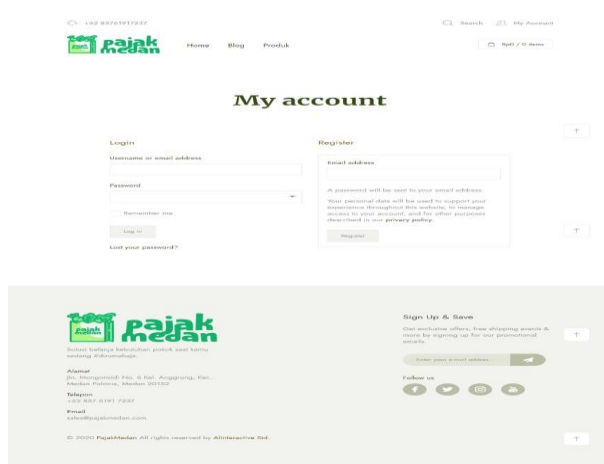 +62 83761917237
Search
My Account
pajak
medan
Home
Blog
Produk
Rp0 / 0 items
My account
Login
Username or email address
Password
Remember me
Log in
Lost your password?
Register
Email address
A password will be sent to your email address.
Your personal data will be used to support your
experience throughout this website, to manage
access to your account, and for other purposes
described in our privacy policy.
Register
pajak
medan
pajak
medan
Solusi belanja kebutuhan pokok saat kamu
sedang #dirumahaja.
Alamat
Jln. Mongonsidi No. 6 Kel. Anggrung, Kec.
Medan Polonia, Medan 20152
Telepon
+62 837 6191 7237
Email
sales@pajakmedan.com
Sign Up & Save
Get exclusive offers, free shipping events &
more by signing up for our promotional
emails.
Enter your e-mail address
Follow us
© 2020 PajakMedan All rights reserved by Alinteractive Std.